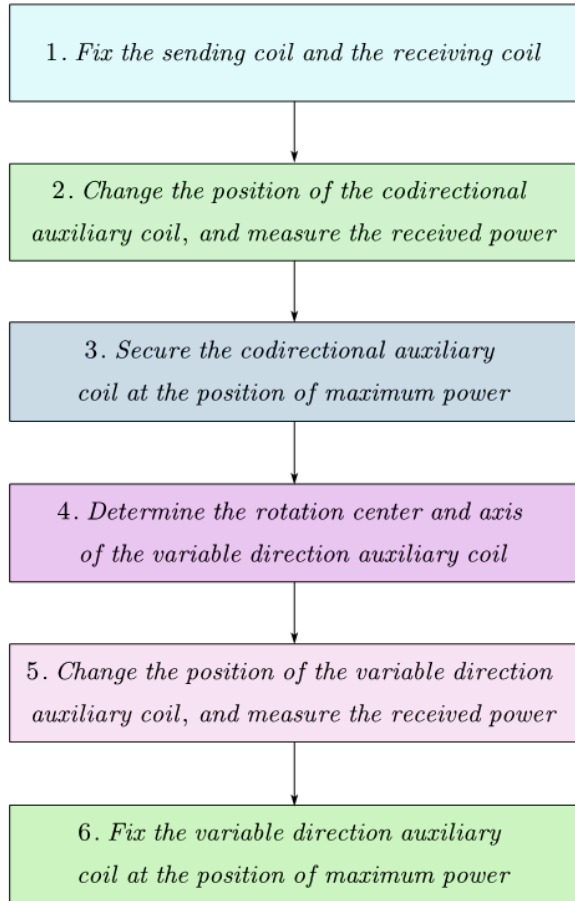 1. Fix the sending coil and the receiving coil
2. Change the position of the codirectional
auxiliary coil, and measure the received power
3. Secure the codirectional auxiliary
coil at the position of maximum power
4. Determine the rotation center and axis
of the variable direction auxiliary coil
5. Change the position of the variable direction
auxiliary coil, and measure the received power
6. Fix the variable direction auxiliary
coil at the position of maximum power